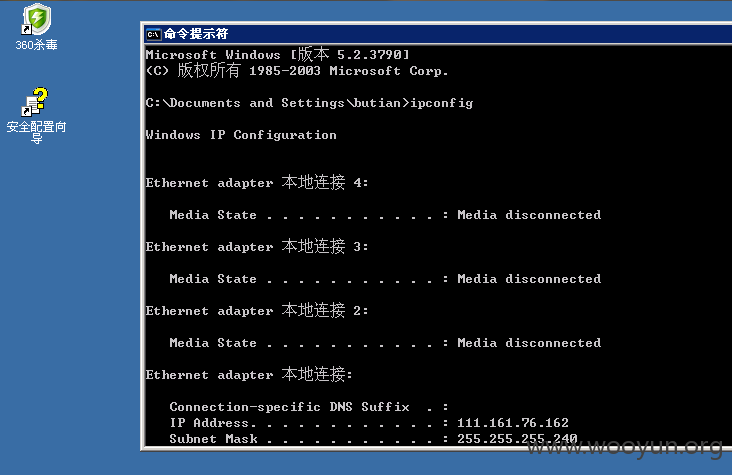 360杀毒
安全配置向
导
命令提示符
Microsoft Windows [版本 5.2.3790]
(C) 版权所有 1985-2003 Microsoft Corp.
C:\Documents and Settings\butian>ipconfig
Windows IP Configuration
Ethernet adapter 本地连接 4:
Media State . . . . . . . . . . . : Media disconnected
Ethernet adapter 本地连接 3:
Media State . . . . . . . . . . . : Media disconnected
Ethernet adapter 本地连接 2:
Media State . . . . . . . . . . . : Media disconnected
Ethernet adapter 本地连接:
Connection-specific DNS Suffix  . :
IP Address. . . . . . . . . . . . : 111.161.76.162
Subnet Mask . . . . . . . . . . . : 255.255.255.240
www.wooyun.org